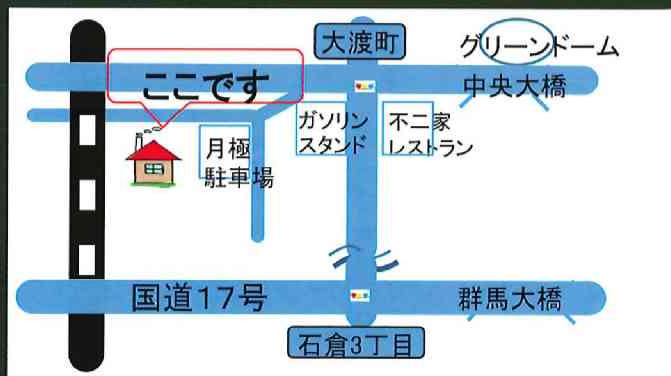 大渡町
グリーンドーム
ここです
中央大橋
ガソリン
スタンド
不二家
レストラン
月極
駐車場
国道17号
群馬大橋
石倉3丁目